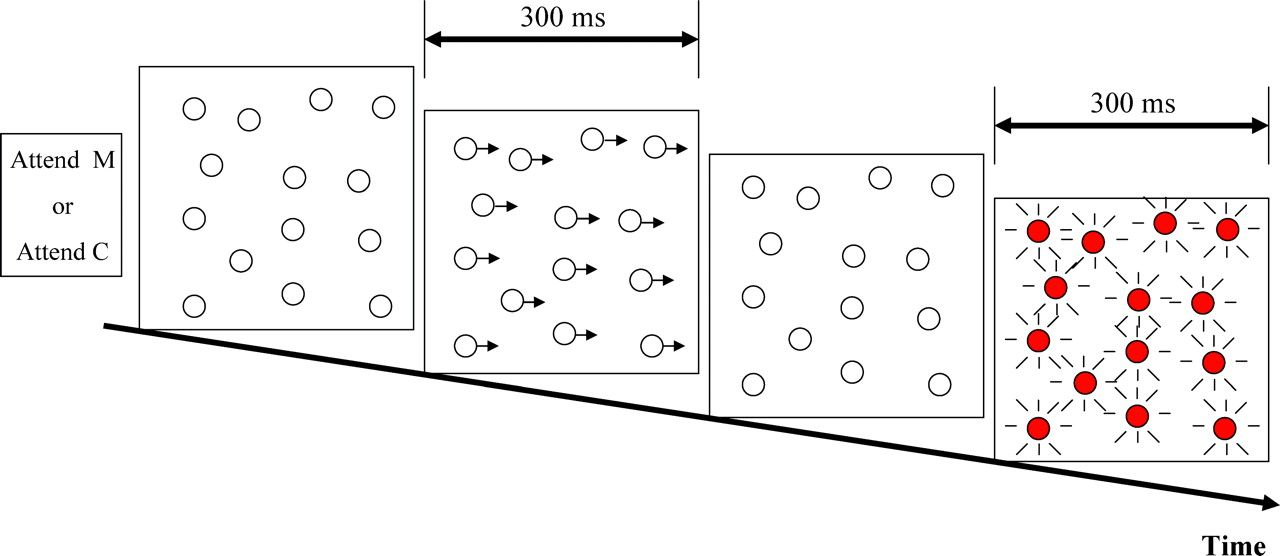 300 ms
300 ms
Attend M
or
Attend C
Time